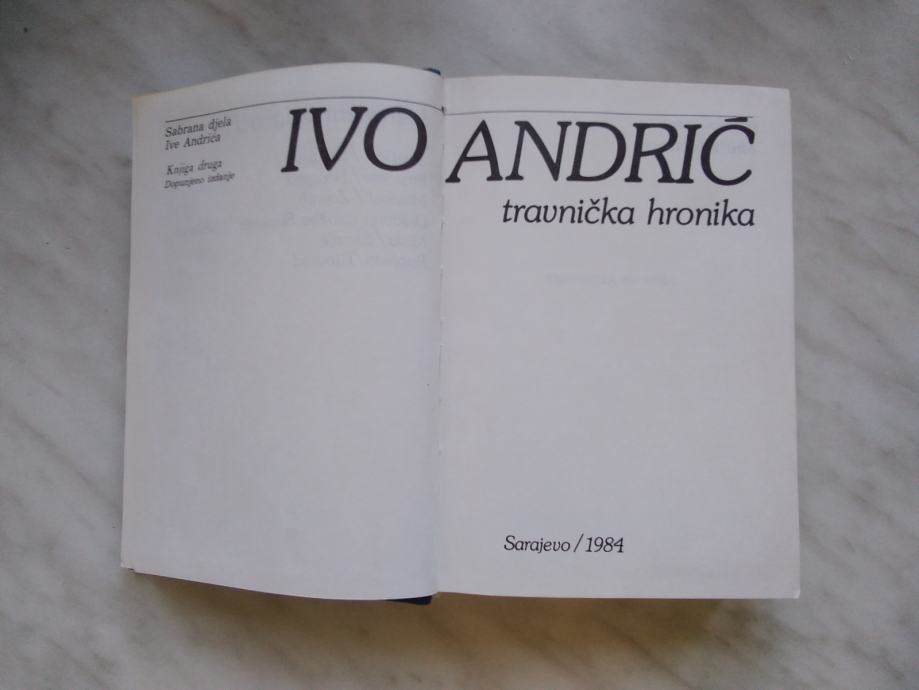 Sabrana djela
Ive Andrića
Knjiga druga
Dopunjeno izdanje
IVO ANDRIĆ
travnička hronika
Sarajevo / 1984